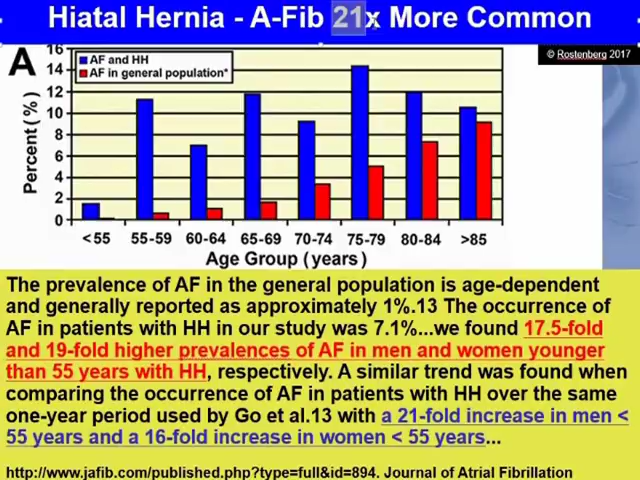 Hiatal Hernia - A-Fib 21x More Common
© Rostenberg 2017
A
AF and HH
AF in general population*
Percent (%)
16
14
12
10
8
6
4
2
0
<55 55-59 60-64 65-69 70-74 75-79 80-84 >85
Age Group (years)
The prevalence of AF in the general population is age-dependent
and generally reported as approximately 1%.13 The occurrence of
AF in patients with HH in our study was 7.1%...we found 17.5-fold
and 19-fold higher prevalences of AF in men and women younger
than 55 years with HH, respectively. A similar trend was found when
comparing the occurrence of AF in patients with HH over the same
one-year period used by Go et al.13 with a 21-fold increase in men <
55 years and a 16-fold increase in women < 55 years...
http://www.jafib.com/published.php?type=full&id=894. Journal of Atrial Fibrillation